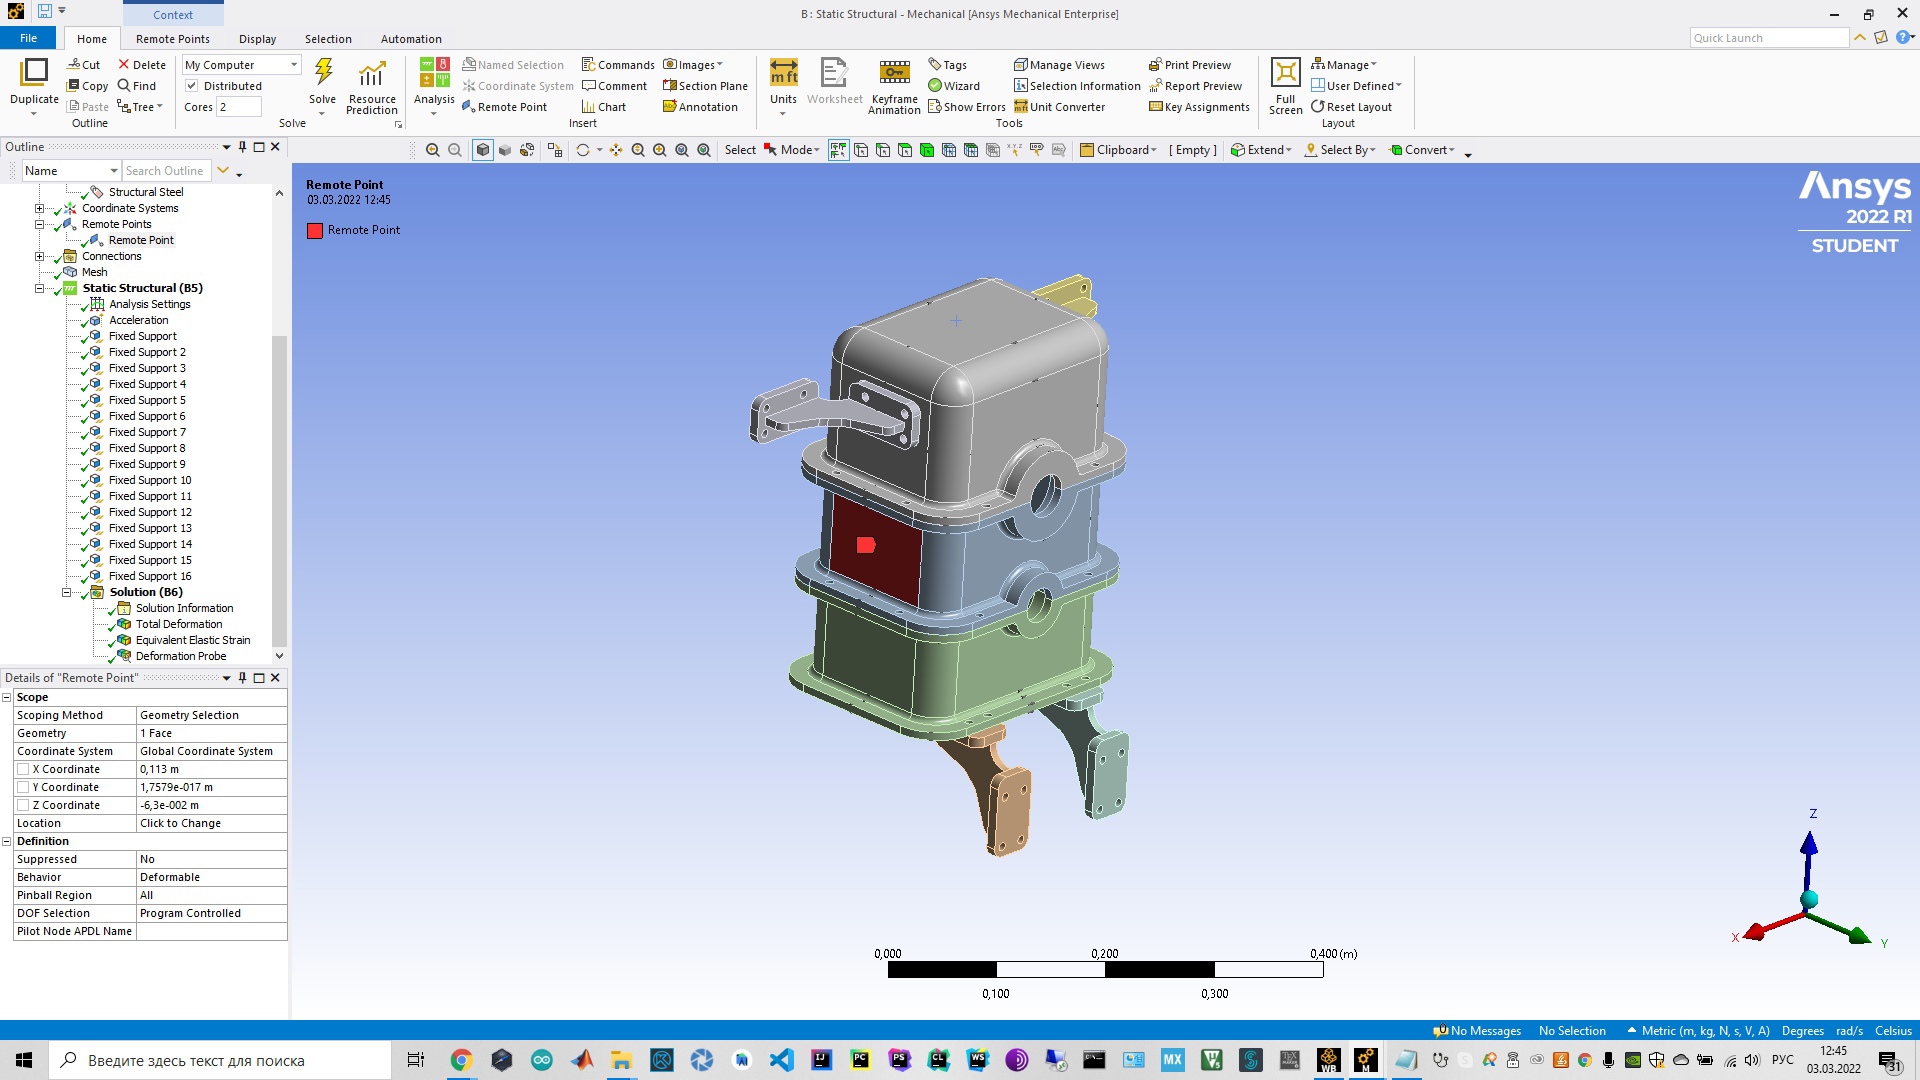 Context
B : Static Structural - Mechanical [Ansys Mechanical Enterprise]
File Home Remote Points Display Selection Automation
Quick Launch
Duplicate
Cut
Copy
Paste
Delete
Find
Tree
Outline
My Computer
Distributed
Cores 2
Solve
Resource Prediction
Solve
Analysis
Named Selection
Coordinate System
Remote Point
Commands
Comment
Chart
Images
Section Plane
Annotation
Insert
Units
Worksheet
Keyframe Animation
Tags
Wizard
Show Errors
Manage Views
Selection Information
Unit Converter
Print Preview
Report Preview
Key Assignments
Tools
Full Screen
Manage
User Defined
Reset Layout
Layout
Outline
Name Search Outline
Select Mode Clipboard [ Empty ] Extend Select By Convert
Structural Steel
Coordinate Systems
Remote Points
Remote Point
Connections
Mesh
Static Structural (B5)
Analysis Settings
Acceleration
Fixed Support
Fixed Support 2
Fixed Support 3
Fixed Support 4
Fixed Support 5
Fixed Support 6
Fixed Support 7
Fixed Support 8
Fixed Support 9
Fixed Support 10
Fixed Support 11
Fixed Support 12
Fixed Support 13
Fixed Support 14
Fixed Support 15
Fixed Support 16
Solution (B6)
Solution Information
Total Deformation
Equivalent Elastic Strain
Deformation Probe
Details of "Remote Point"
Scope
Scoping Method Geometry Selection
Geometry 1 Face
Coordinate System Global Coordinate System
X Coordinate 0,113 m
Y Coordinate 1,7579e-017 m
Z Coordinate -6,3e-002 m
Location Click to Change
Definition
Suppressed No
Behavior Deformable
Pinball Region All
DOF Selection Program Controlled
Pilot Node APDL Name
Remote Point
03.03.2022 12:45
Remote Point
Ansys
2022 R1
STUDENT
Z
X
Y
0,000 0,200 0,400 (m)
0,100 0,300
No Messages No Selection Metric (m, kg, N, s, V, A) Degrees rad/s Celsius
Введите здесь текст для поиска
РУС
12:45
03.03.2022
31